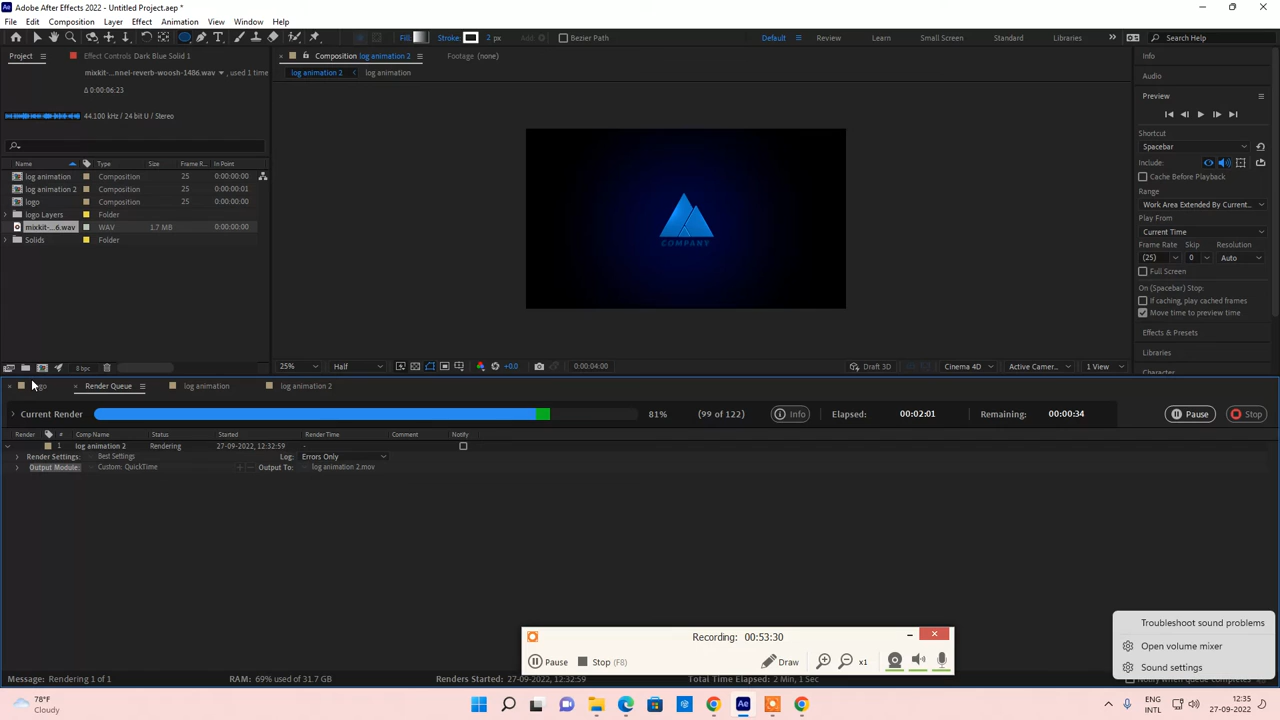 Adobe After Effects 2022 - Untitled Project.aep *
File Edit Composition Layer Effect Animation View Window Help
Fill Stroke 2 px Add Bezier Path Default Review Learn Small Screen Standard Libraries Search Help
Project Effect Controls Dark Blue Solid 1 Composition log animation 2 Footage (none) Info
log animation 2 log animation
mixkit-...nnel-reverb-woosh-1486.wav , used 1 time
Audio
Δ 0:00:06:23
Preview
44.100 kHz / 24 bit U / Stereo
Shortcut
Spacebar
Include:
Name Type Size Frame R... In Point
log animation Composition 25 0:00:00:00
Cache Before Playback
log animation 2 Composition 25 0:00:00:01
Range
logo Composition 25 0:00:00:00
Work Area Extended By Current...
logo Layers Folder
Play From
mixkit-...6.wav WAV 1.7 MB 0:00:00:00
Current Time
Solids Folder
COMPANY
Frame Rate Skip Resolution
(25) 0 Auto
Full Screen
On (Spacebar) Stop:
If caching, play cached frames
Move time to preview time
Effects & Presets
Libraries
Character
8 bpc
25% Half +0.0 0:00:04:00 Draft 3D Cinema 4D Active Camer... 1 View
Render Queue log animation log animation 2
Current Render 81% (99 of 122) Info Elapsed: 00:02:01 Remaining: 00:00:34 Pause Stop
Render # Comp Name Status Started Render Time Comment Notify
1 log animation 2 Rendering 27-09-2022, 12:32:59 -
Render Settings: Best Settings Log: Errors Only
Output Module: Custom: QuickTime Output To: log animation 2.mov
Recording: 00:53:30
Pause Stop (F8) Draw x1
Troubleshoot sound problems
Open volume mixer
Sound settings
Message: Rendering 1 of 1 RAM: 69% used of 31.7 GB Renders Started: 27-09-2022, 12:32:59 Total Time Elapsed: 2 Min, 1 Sec Notify when Queue completes
78°F
Cloudy
ENG
INTL
12:35
27-09-2022